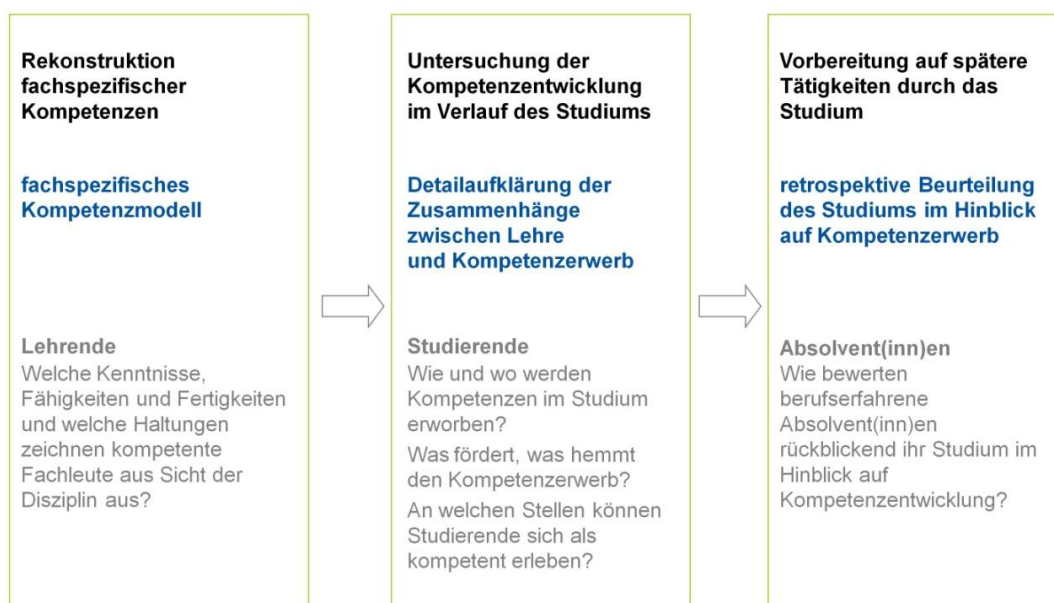 Rekonstruktion
fachspezifischer
Kompetenzen
fachspezifisches
Kompetenzmodell
Lehrende
Welche Kenntnisse,
Fähigkeiten und Fertigkeiten
und welche Haltungen
zeichnen kompetente
Fachleute aus Sicht der
Disziplin aus?
Untersuchung der
Kompetenzentwicklung
im Verlauf des Studiums
Detailaufklärung der
Zusammenhänge
zwischen Lehre
und Kompetenzerwerb
Studierende
Wie und wo werden
Kompetenzen im Studium
erworben?
Was fördert, was hemmt
den Kompetenzerwerb?
An welchen Stellen können
Studierende sich als
kompetent erleben?
Vorbereitung auf spätere
Tätigkeiten durch das
Studium
retrospektive Beurteilung
des Studiums im Hinblick
auf Kompetenzerwerb
Absolvent(inn)en
Wie bewerten
berufserfahrene
Absolvent(inn)en
rückblickend ihr Studium im
Hinblick auf
Kompetenzentwicklung?